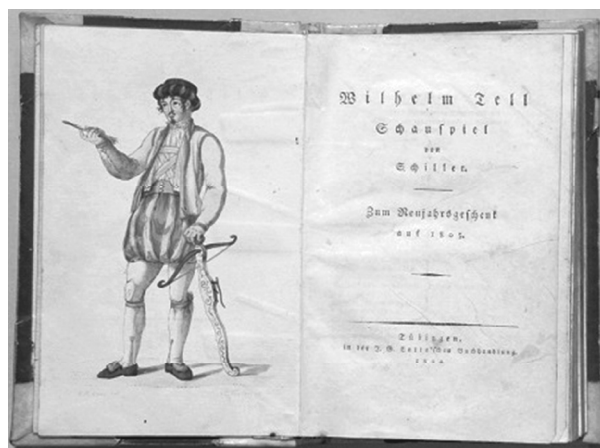 Wilhelm Tell
Schauspiel
von
Schiller.
Zum Neujahrsgeschenk
auf 1805.
Tübingen,
in der J. G. Cotta'schen Buchhandlung.
1804.